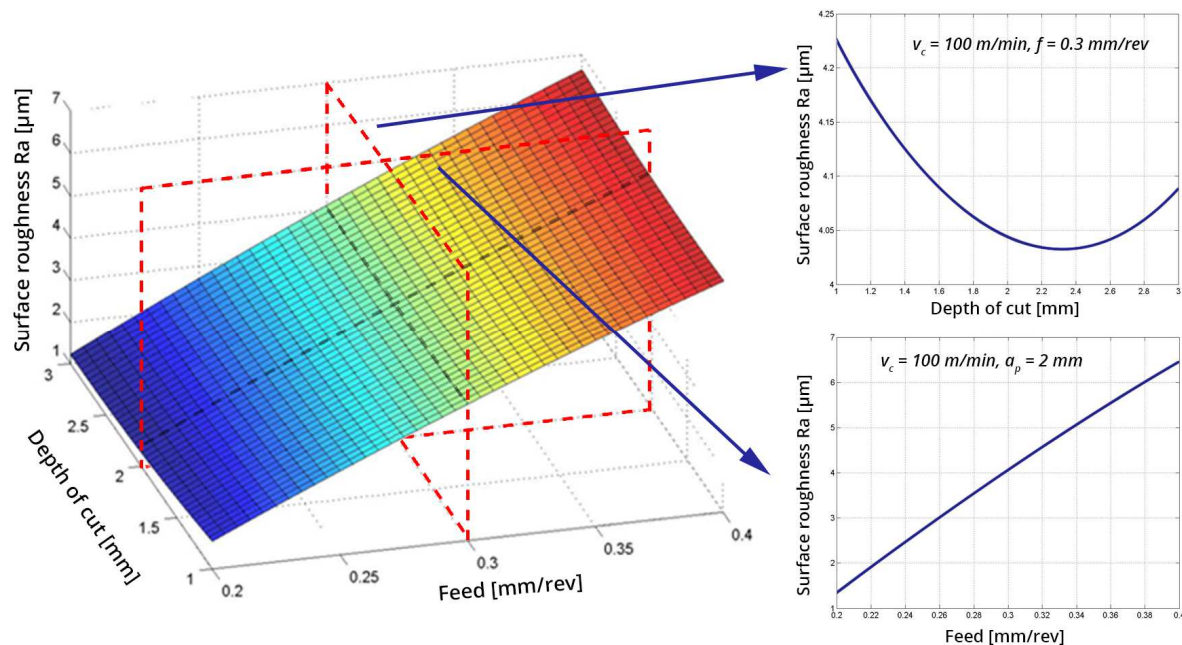 Surface roughness Ra [µm]
7
6
5
4
3
2
1
3
2.5
2
1.5
1
Depth of cut [mm]
0.2
0.25
0.3
0.35
0.4
Feed [mm/rev]
v_c = 100 m/min, f = 0.3 mm/rev
Surface roughness Ra [µm]
4.25
4.2
4.15
4.1
4.05
4
1 1.2 1.4 1.6 1.8 2 2.2 2.4 2.6 2.8 3
Depth of cut [mm]
v_c = 100 m/min, a_p = 2 mm
Surface roughness Ra [µm]
7
6
5
4
3
2
1
0.2 0.22 0.24 0.26 0.28 0.3 0.32 0.34 0.36 0.38 0.4
Feed [mm/rev]